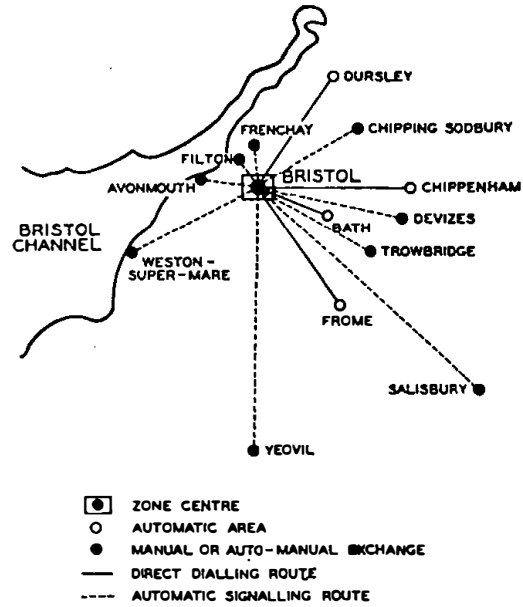 DURSLEY
FRENCHAY
CHIPPING SODBURY
FILTON
BRISTOL
AVONMOUTH
CHIPPENHAM
BRISTOL
CHANNEL
DEVIZES
BATH
TROWBRIDGE
WESTON-
SUPER-MARE
FROME
SALISBURY
YEOVIL
ZONE CENTRE
AUTOMATIC AREA
MANUAL OR AUTO-MANUAL EXCHANGE
DIRECT DIALLING ROUTE
AUTOMATIC SIGNALLING ROUTE